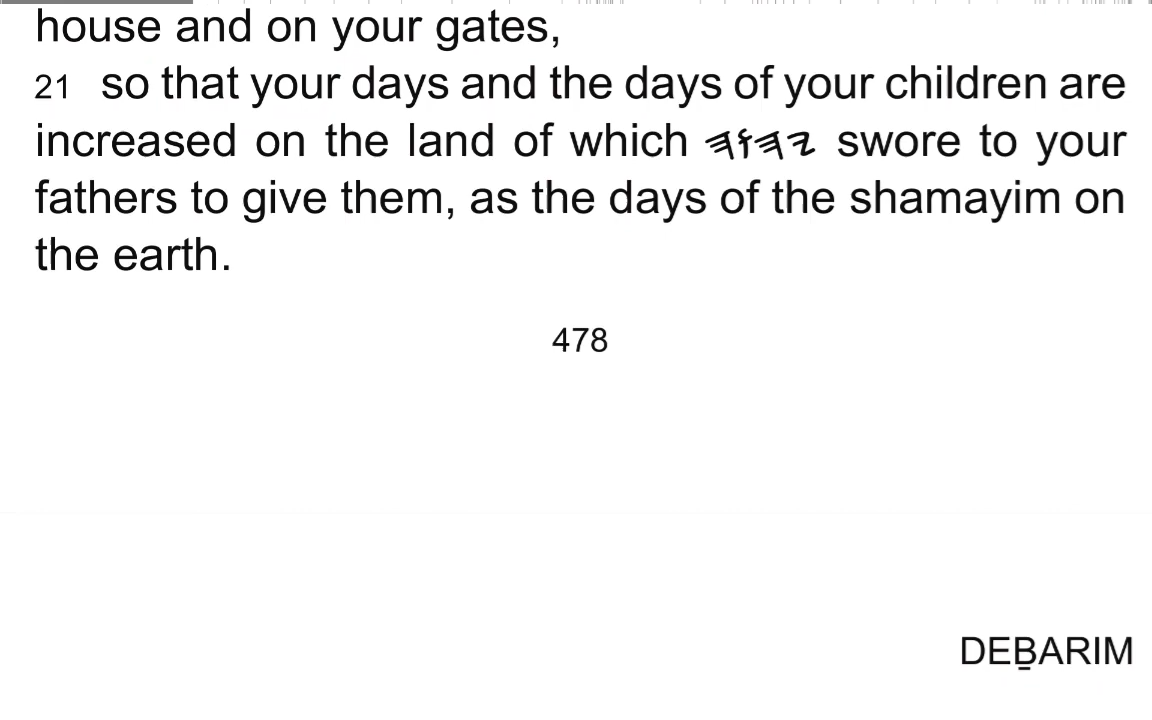 house and on your gates,
21 so that your days and the days of your children are
increased on the land of which 𐤉𐤄𐤅𐤄 swore to your
fathers to give them, as the days of the shamayim on
the earth.
478
DEḆARIM